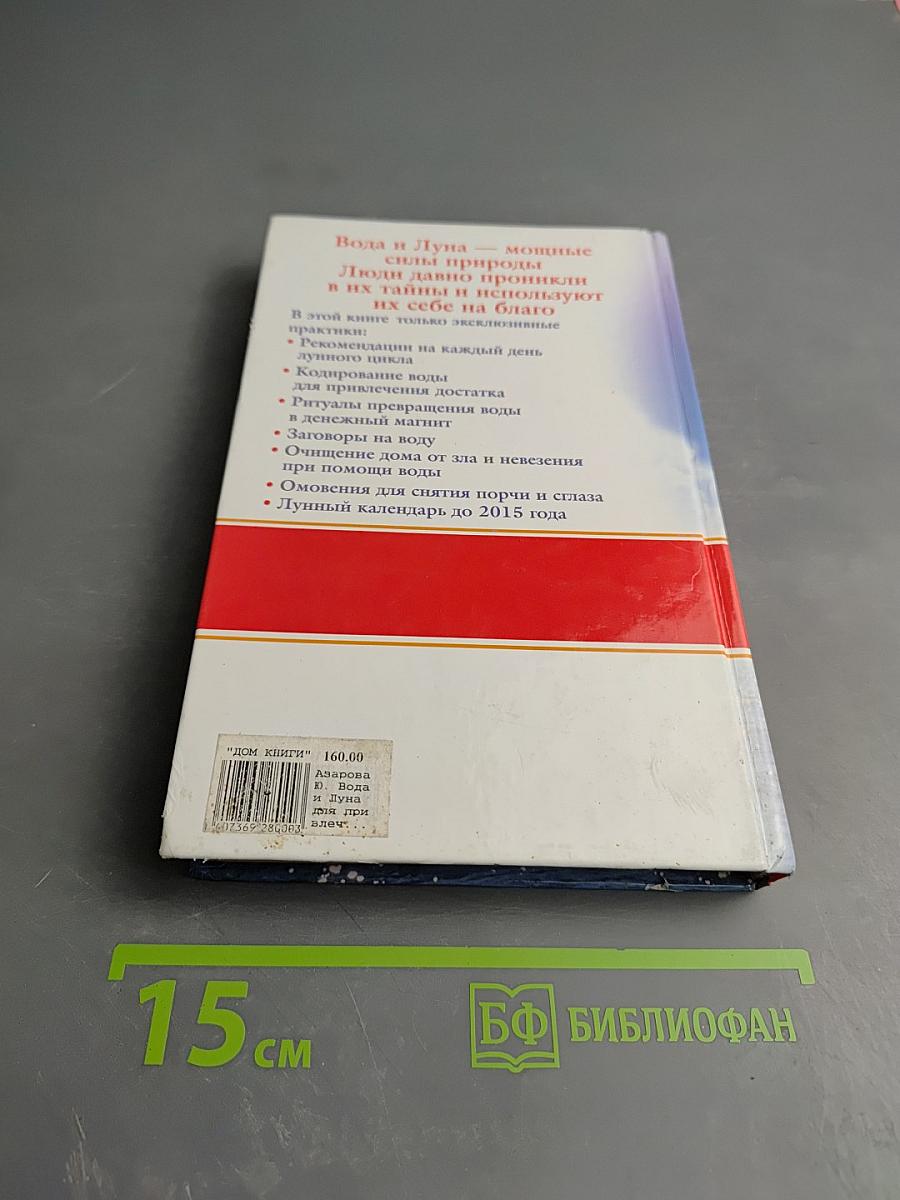 Вода и Луна — мощные
силы природы
Люди давно проникли
в их тайны и используют
их себе на благо
В этой книге только эксклюзивные
практики:
• Рекомендации на каждый день
лунного цикла
• Кодирование воды
для привлечения достатка
• Ритуалы превращения воды
в денежный магнит
• Заговоры на воду
• Очищение дома от зла и невезения
при помощи воды
• Омовения для снятия порчи и сглаза
• Лунный календарь до 2015 года
"ДОМ КНИГИ" 160.00
Азарова
Ю. Вода
и Луна
для при
влеч...
15 см
БФ БИБЛИОФАН